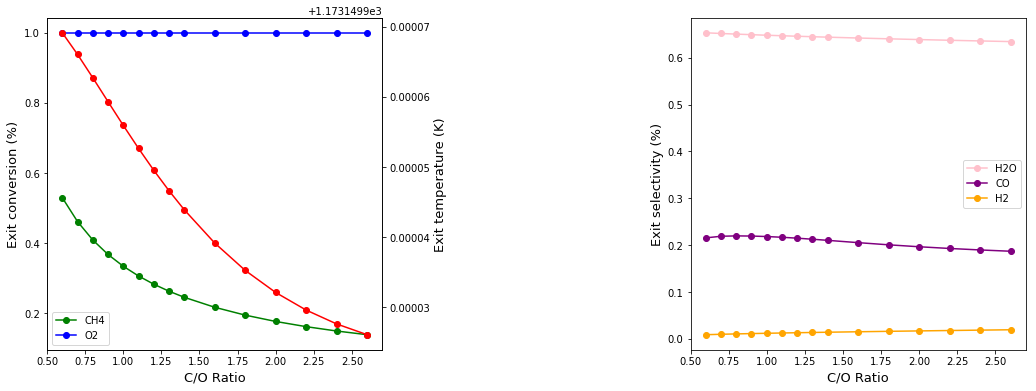 +1.1731499e3
1.0
0.8
0.6
0.4
0.2
Exit conversion (%)
0.00007
0.00006
0.00005
0.00004
0.00003
Exit temperature (K)
CH4
O2
0.50 0.75 1.00 1.25 1.50 1.75 2.00 2.25 2.50
C/O Ratio
0.6
0.5
0.4
0.3
0.2
0.1
0.0
Exit selectivity (%)
H2O
CO
H2
0.50 0.75 1.00 1.25 1.50 1.75 2.00 2.25 2.50
C/O Ratio